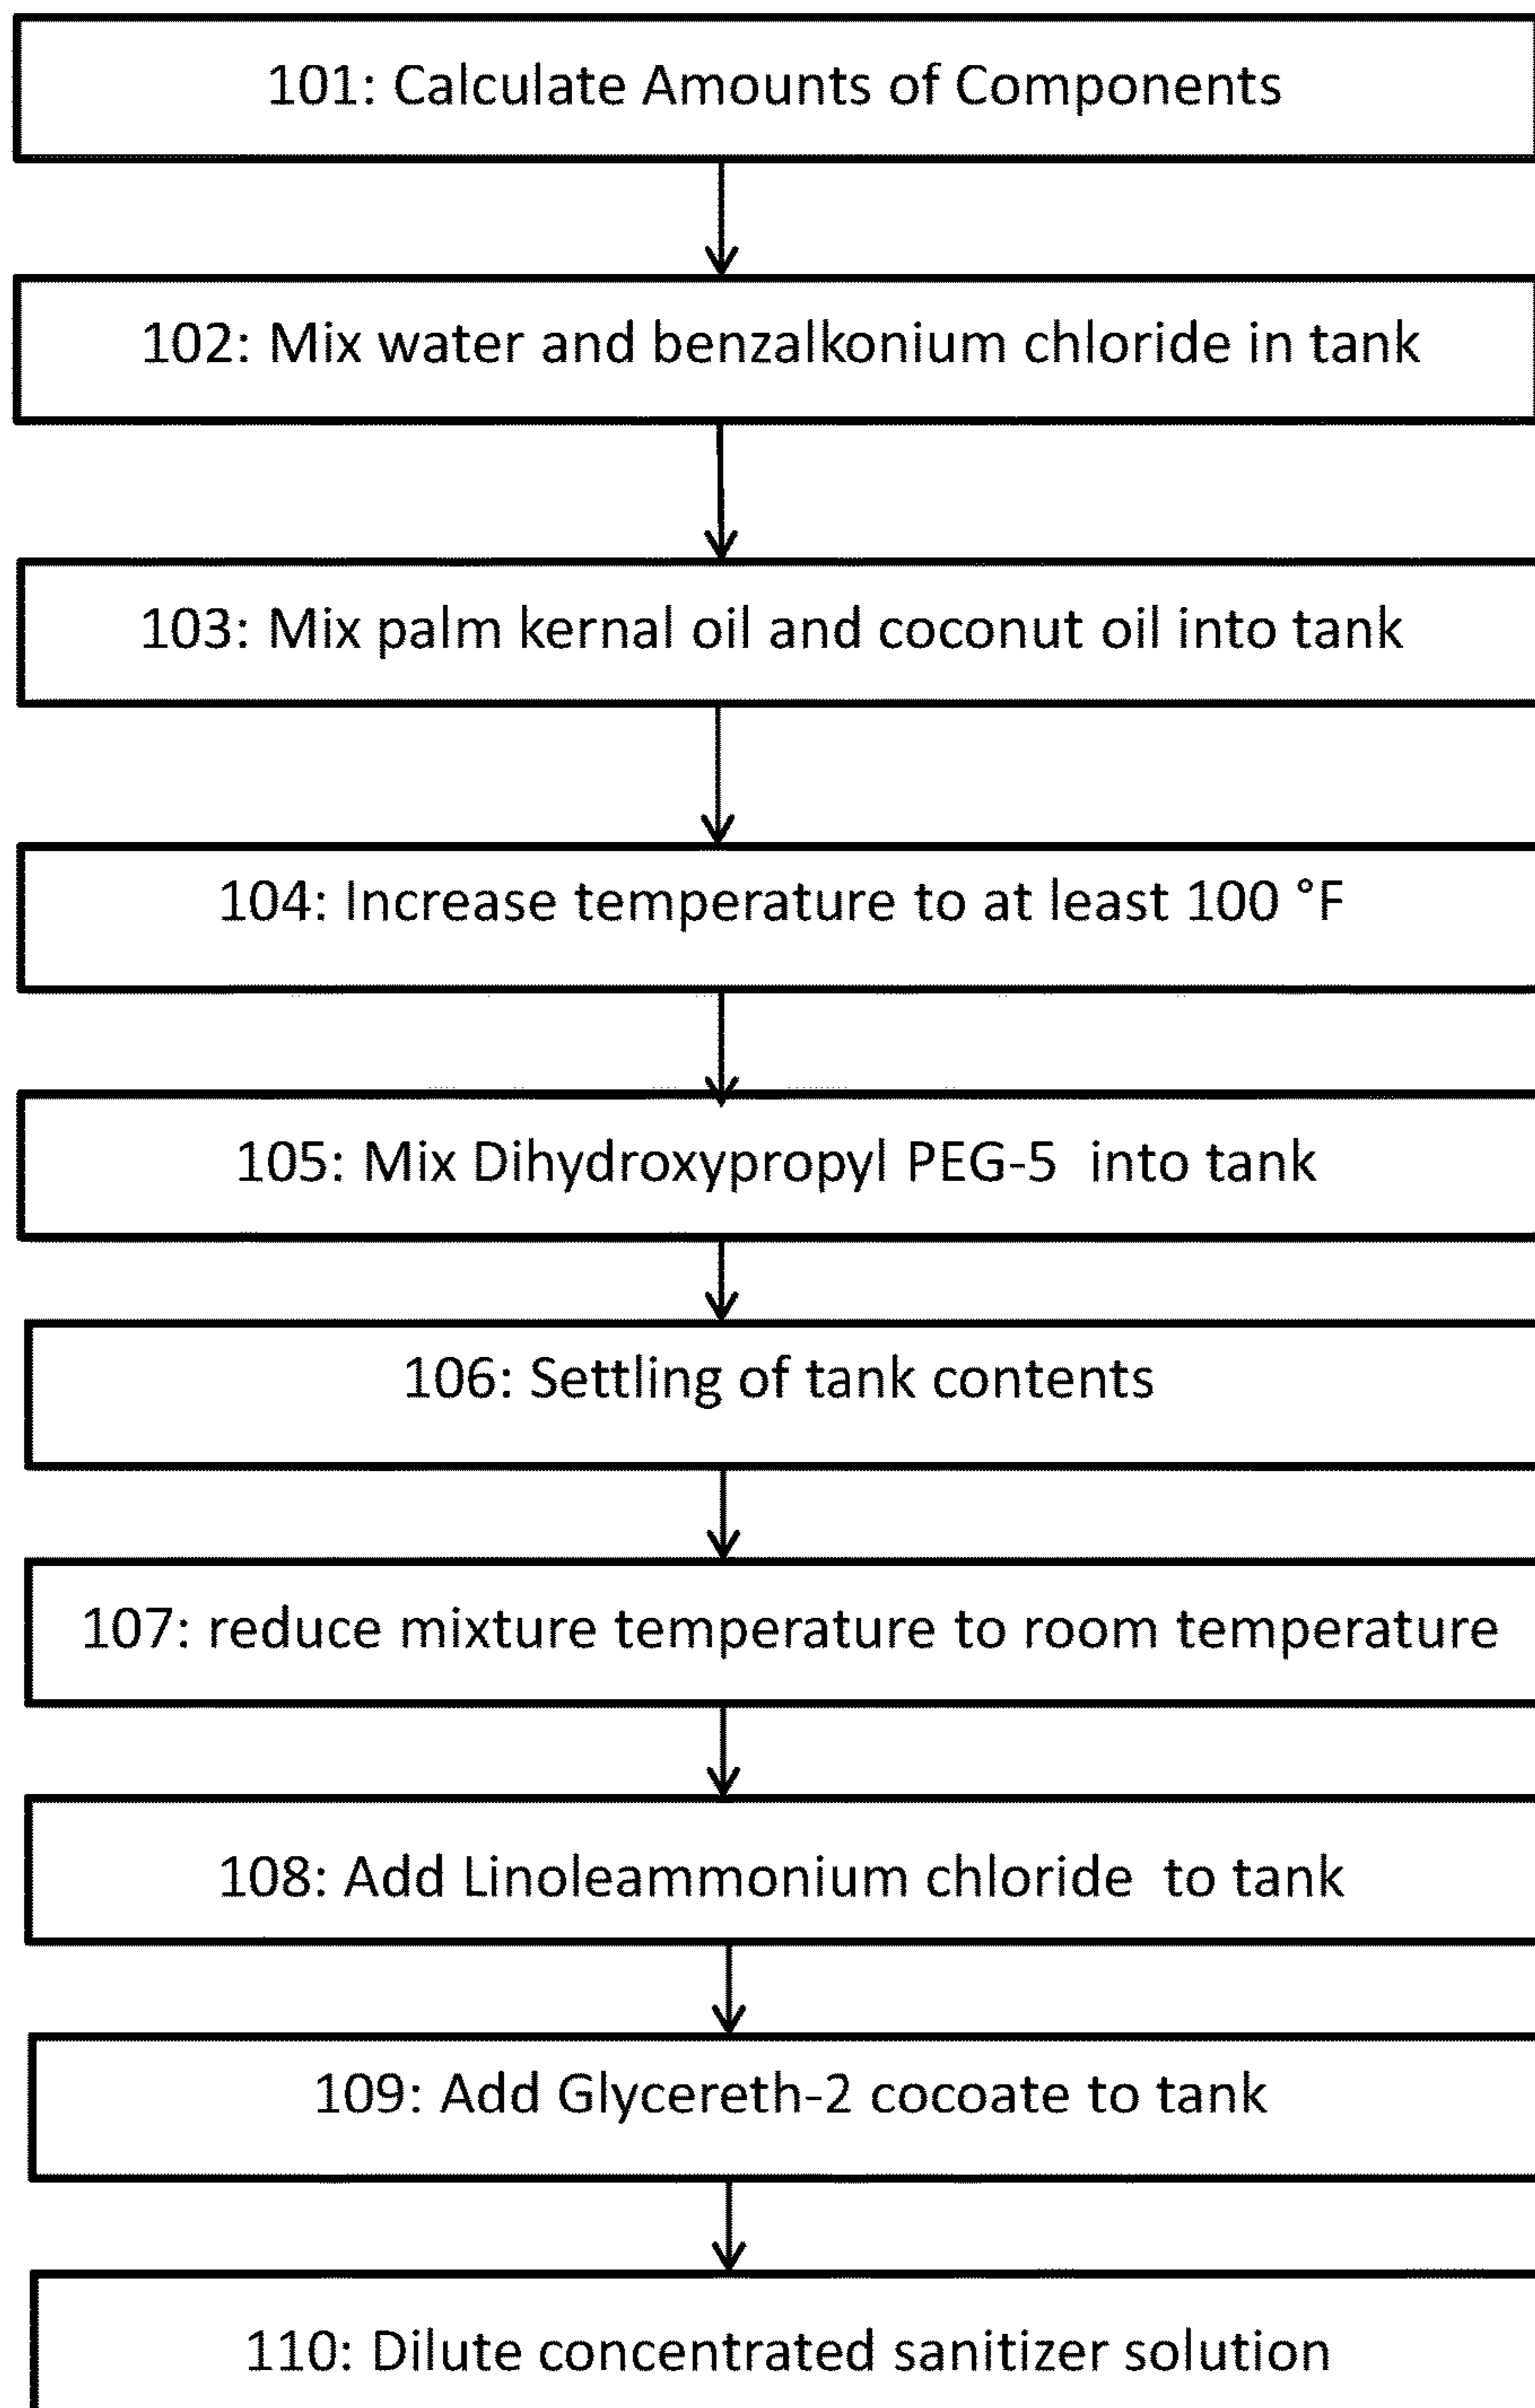 101: Calculate Amounts of Components
102: Mix water and benzalkonium chloride in tank
103: Mix palm kernal oil and coconut oil into tank
104: Increase temperature to at least 100 °F
105: Mix Dihydroxypropyl PEG-5 into tank
106: Settling of tank contents
107: reduce mixture temperature to room temperature
108: Add Linoleammonium chloride to tank
109: Add Glycereth-2 cocoate to tank
110: Dilute concentrated sanitizer solution